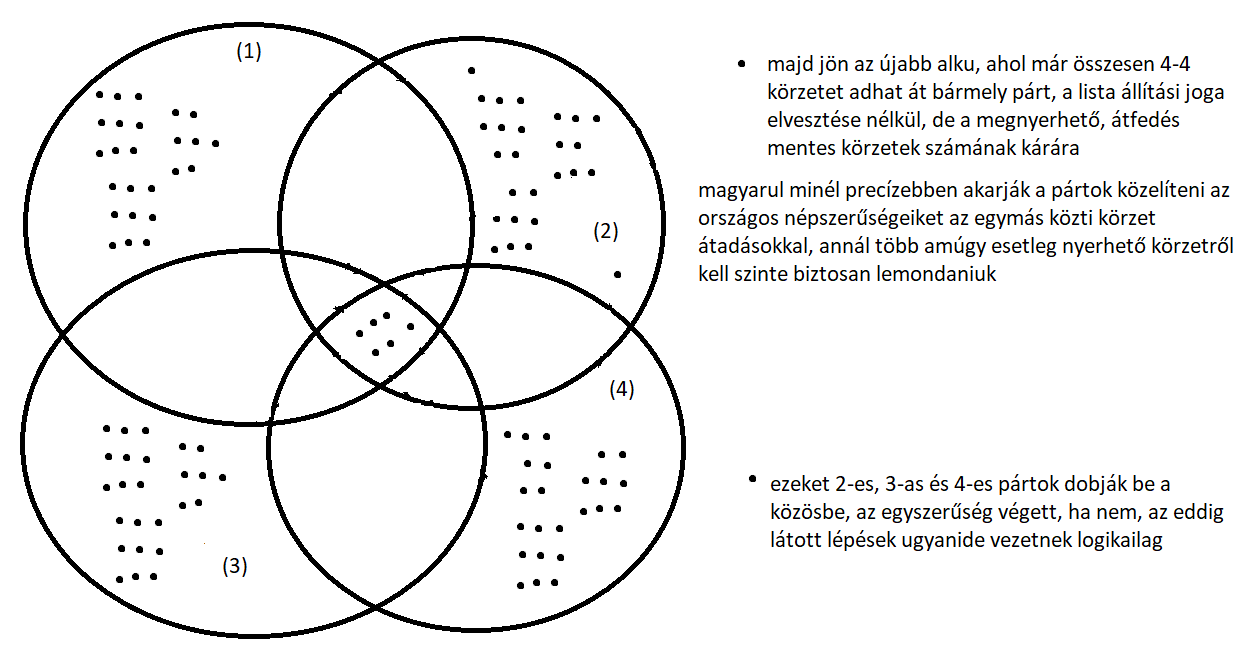 (1)
(2)
(3)
(4)
• majd jön az újabb alku, ahol már összesen 4-4
körzetet adhat át bármely párt, a lista állítási joga
elvesztése nélkül, de a megnyerhető, átfedés
mentes körzetek számának kárára
magyarul minél precízebben akarják a pártok közelíteni az
országos népszerűségeiket az egymás közti körzet
átadásokkal, annál több amúgy esetleg nyerhető körzetről
kell szinte biztosan lemondaniuk
• ezeket 2-es, 3-as és 4-es pártok dobják be a
közösbe, az egyszerűség végett, ha nem, az eddig
látott lépések ugyanide vezetnek logikailag